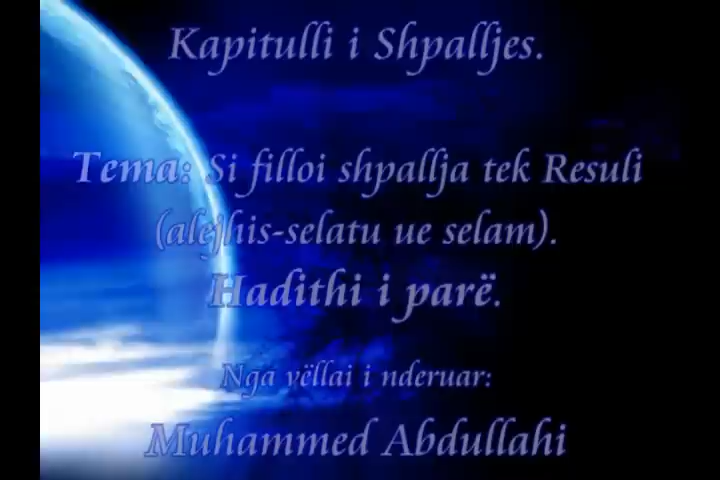 Kapitulli i Shpalljes.
Tema: Si filloi shpallja tek Resuli
(alejhis-selatu ue selam).
Hadithi i parë.
Nga vëllai i nderuar:
Muhammed Abdullahi